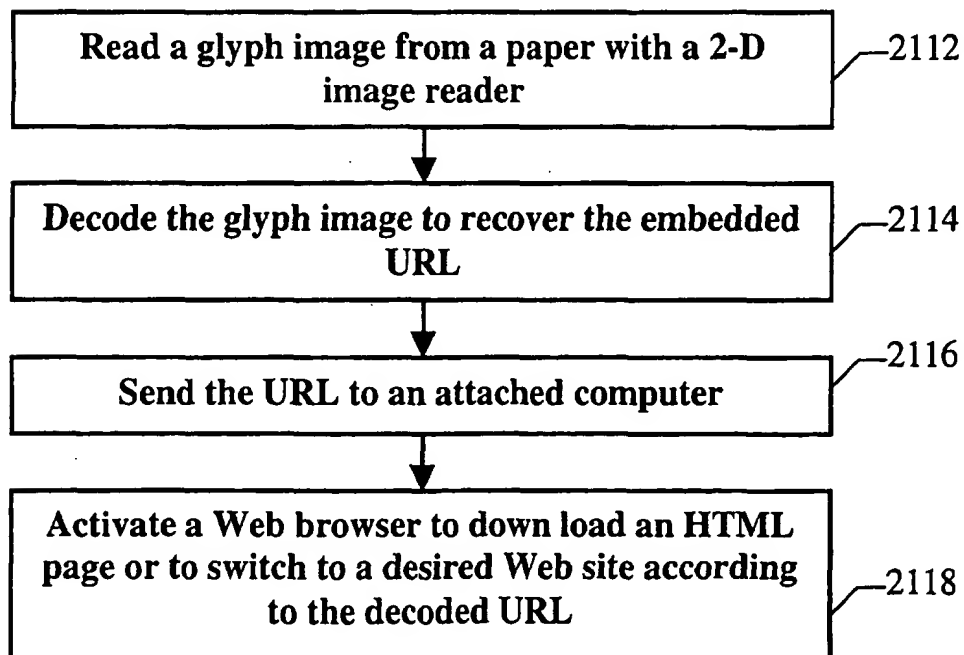 Read a glyph image from a paper with a 2-D
image reader
2112
Decode the glyph image to recover the embedded
URL
2114
Send the URL to an attached computer
2116
Activate a Web browser to down load an HTML
page or to switch to a desired Web site according
to the decoded URL
2118